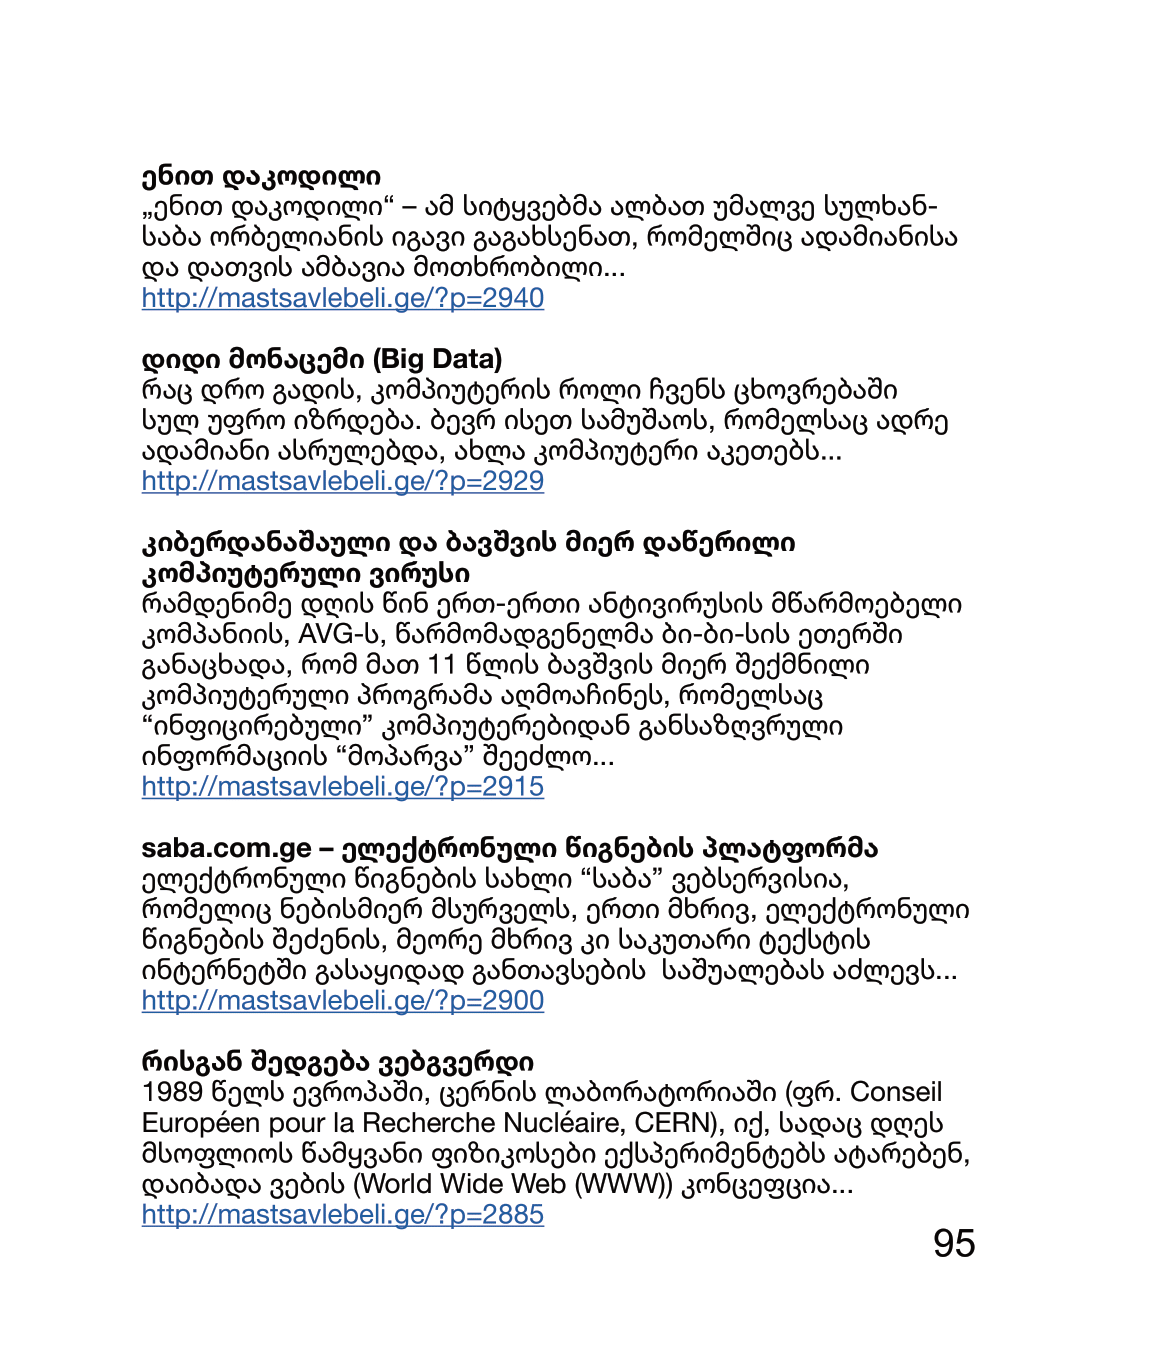 ენით დაკოდილი
„ენით დაკოდილი“ – ამ სიტყვებმა ალბათ უმალვე სულხან-
საბა ორბელიანის იგავი გაგახსენათ, რომელშიც ადამიანისა
და დათვის ამბავია მოთხრობილი...
http://mastsavlebeli.ge/?p=2940
დიდი მონაცემი (Big Data)
რაც დრო გადის, კომპიუტერის როლი ჩვენს ცხოვრებაში
სულ უფრო იზრდება. ბევრ ისეთ სამუშაოს, რომელსაც ადრე
ადამიანი ასრულებდა, ახლა კომპიუტერი აკეთებს...
http://mastsavlebeli.ge/?p=2929
კიბერდანაშაული და ბავშვის მიერ დაწერილი
კომპიუტერული ვირუსი
რამდენიმე დღის წინ ერთ-ერთი ანტივირუსის მწარმოებელი
კომპანიის, AVG-ს, წარმომადგენელმა ბი-ბი-სის ეთერში
განაცხადა, რომ მათ 11 წლის ბავშვის მიერ შექმნილი
კომპიუტერული პროგრამა აღმოაჩინეს, რომელსაც
“ინფიცირებული” კომპიუტერებიდან განსაზღვრული
ინფორმაციის “მოპარვა” შეეძლო...
http://mastsavlebeli.ge/?p=2915
saba.com.ge – ელექტრონული წიგნების პლატფორმა
ელექტრონული წიგნების სახლი “საბა” ვებსერვისია,
რომელიც ნებისმიერ მსურველს, ერთი მხრივ, ელექტრონული
წიგნების შეძენის, მეორე მხრივ კი საკუთარი ტექსტის
ინტერნეტში გასაყიდად განთავსების  საშუალებას აძლევს...
http://mastsavlebeli.ge/?p=2900
რისგან შედგება ვებგვერდი
1989 წელს ევროპაში, ცერნის ლაბორატორიაში (ფრ. Conseil
Européen pour la Recherche Nucléaire, CERN), იქ, სადაც დღეს
მსოფლიოს წამყვანი ფიზიკოსები ექსპერიმენტებს ატარებენ,
დაიბადა ვების (World Wide Web (WWW)) კონცეფცია...
http://mastsavlebeli.ge/?p=2885
95